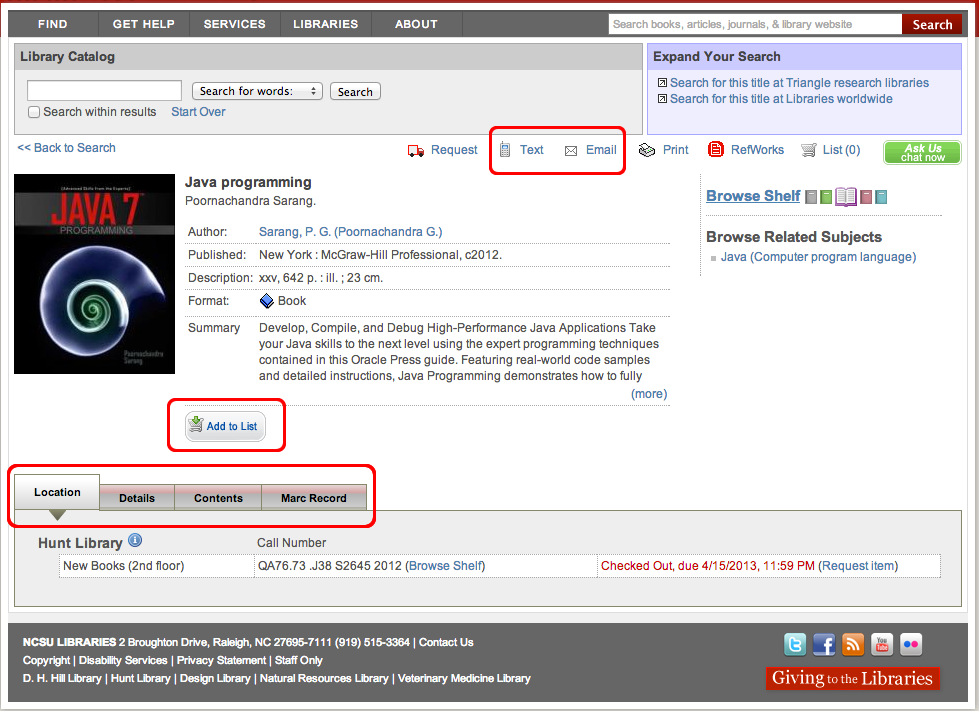 FIND GET HELP SERVICES LIBRARIES ABOUT Search books, articles, journals, & library website Search
Library Catalog
Search for words: Search
Search within results Start Over
Expand Your Search
Search for this title at Triangle research libraries
Search for this title at Libraries worldwide
<< Back to Search Request Text Email Print RefWorks List (0) Ask Us
chat now
(Advanced Skills from the Experts)
JAVA 7
PROGRAMMING
Poornachandra
Sarang
Java programming
Poornachandra Sarang.
Author: Sarang, P. G. (Poornachandra G.)
Published: New York : McGraw-Hill Professional, c2012.
Description: xxv, 642 p. : ill. ; 23 cm.
Format: Book
Summary Develop, Compile, and Debug High-Performance Java Applications Take
your Java skills to the next level using the expert programming techniques
contained in this Oracle Press guide. Featuring real-world code samples
and detailed instructions, Java Programming demonstrates how to fully
(more)
Browse Shelf
Browse Related Subjects
Java (Computer program language)
Add to List
Location Details Contents Marc Record
Hunt Library i Call Number
New Books (2nd floor) QA76.73 .J38 S2645 2012 (Browse Shelf) Checked Out, due 4/15/2013, 11:59 PM (Request item)
NCSU LIBRARIES 2 Broughton Drive, Raleigh, NC 27695-7111 (919) 515-3364 | Contact Us
Copyright | Disability Services | Privacy Statement | Staff Only
D. H. Hill Library | Hunt Library | Design Library | Natural Resources Library | Veterinary Medicine Library
t f You Tube
Giving to the Libraries